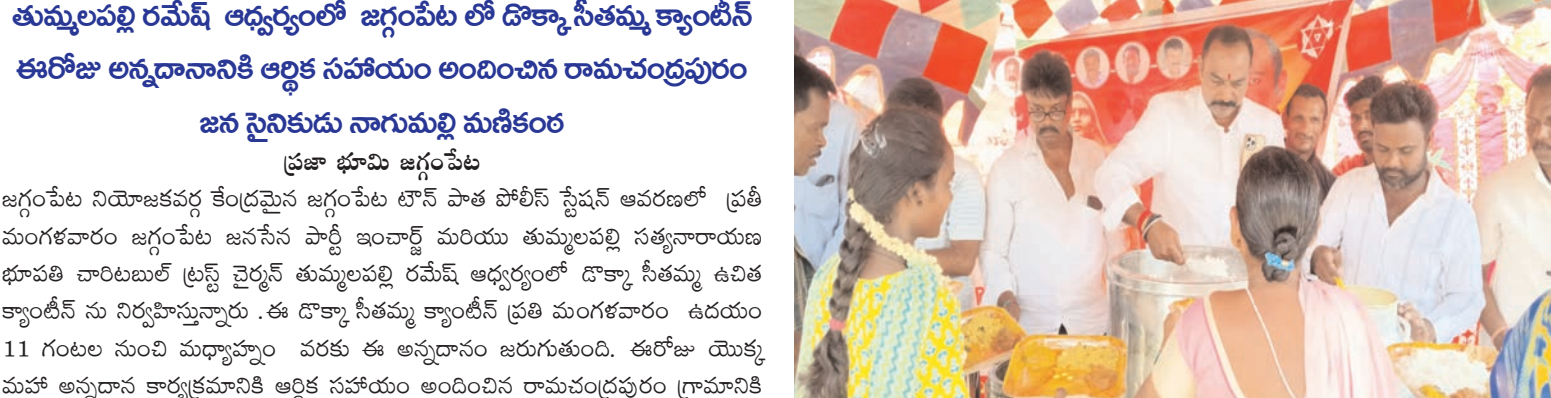 తుమ్మలపల్లి రమేష్ ఆధ్వర్యంలో జగ్గంపేట లో డొక్కా సీతమ్మ క్యాంటీన్
ఈరోజు అన్నదానానికి ఆర్థిక సహాయం అందించిన రామచంద్రపురం
జన సైనికుడు నాగుమల్లి మణికంఠ
ప్రజా భూమి జగ్గంపేట
జగ్గంపేట నియోజకవర్గ కేంద్రమైన జగ్గంపేట టౌన్ పాత పోలీస్ స్టేషన్ ఆవరణలో ప్రతీ
మంగళవారం జగ్గంపేట జనసేన పార్టీ ఇంచార్జ్ మరియు తుమ్మలపల్లి సత్యనారాయణ
భూపతి చారిటబుల్ ట్రస్ట్ చైర్మన్ తుమ్మలపల్లి రమేష్ ఆధ్వర్యంలో డొక్కా సీతమ్మ ఉచిత
క్యాంటీన్ ను నిర్వహిస్తున్నారు .ఈ డొక్కా సీతమ్మ క్యాంటీన్ ప్రతి మంగళవారం ఉదయం
11 గంటల నుంచి మధ్యాహ్నం వరకు ఈ అన్నదానం జరుగుతుంది. ఈరోజు యొక్క
మహా అన్నదాన కార్యక్రమానికి ఆర్థిక సహాయం అందించిన రామచంద్రపురం గ్రామానికి